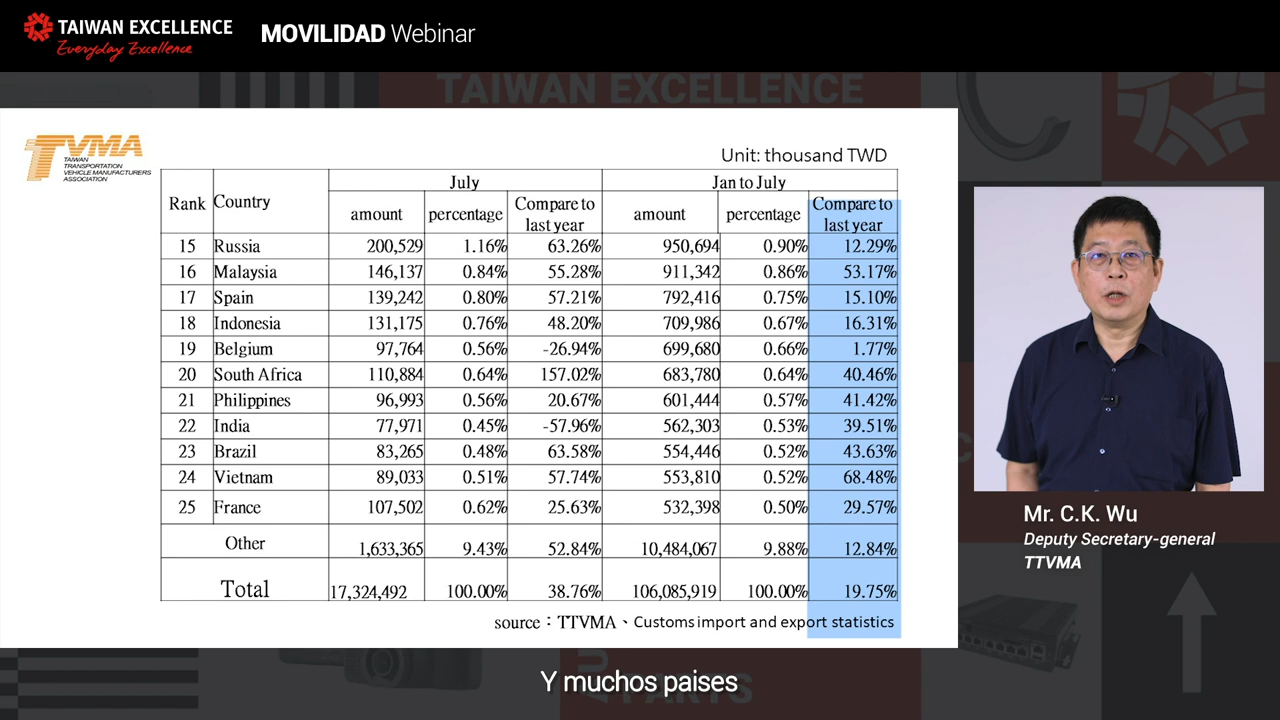 TAIWAN EXCELLENCE
Everyday Excellence
MOVILIDAD Webinar
TAIWAN EXCELLENCE
TTVMA
TAIWAN
TRANSPORTATION
VEHICLE MANUFACTURERS
ASSOCIATION
Unit: thousand TWD
Rank Country July Jan to July
amount percentage Compare to last year amount percentage Compare to last year
15 Russia 200,529 1.16% 63.26% 950,694 0.90% 12.29%
16 Malaysia 146,137 0.84% 55.28% 911,342 0.86% 53.17%
17 Spain 139,242 0.80% 57.21% 792,416 0.75% 15.10%
18 Indonesia 131,175 0.76% 48.20% 709,986 0.67% 16.31%
19 Belgium 97,764 0.56% -26.94% 699,680 0.66% 1.77%
20 South Africa 110,884 0.64% 157.02% 683,780 0.64% 40.46%
21 Philippines 96,993 0.56% 20.67% 601,444 0.57% 41.42%
22 India 77,971 0.45% -57.96% 562,303 0.53% 39.51%
23 Brazil 83,265 0.48% 63.58% 554,446 0.52% 43.63%
24 Vietnam 89,033 0.51% 57.74% 553,810 0.52% 68.48%
25 France 107,502 0.62% 25.63% 532,398 0.50% 29.57%
Other 1,633,365 9.43% 52.84% 10,484,067 9.88% 12.84%
Total 17,324,492 100.00% 38.76% 106,085,919 100.00% 19.75%
source：TTVMA、Customs import and export statistics
Mr. C.K. Wu
Deputy Secretary-general
TTVMA
Y muchos paises
PARTS